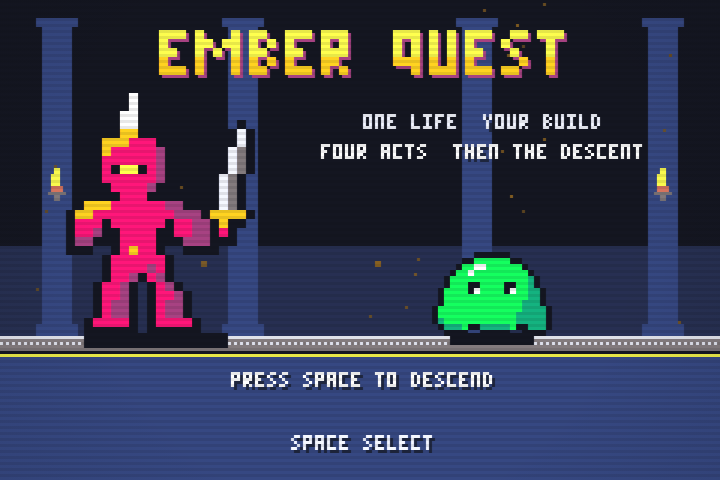 EMBER QUEST
ONE LIFE YOUR BUILD
FOUR ACTS THEN THE DESCENT
PRESS SPACE TO DESCEND
SPACE SELECT